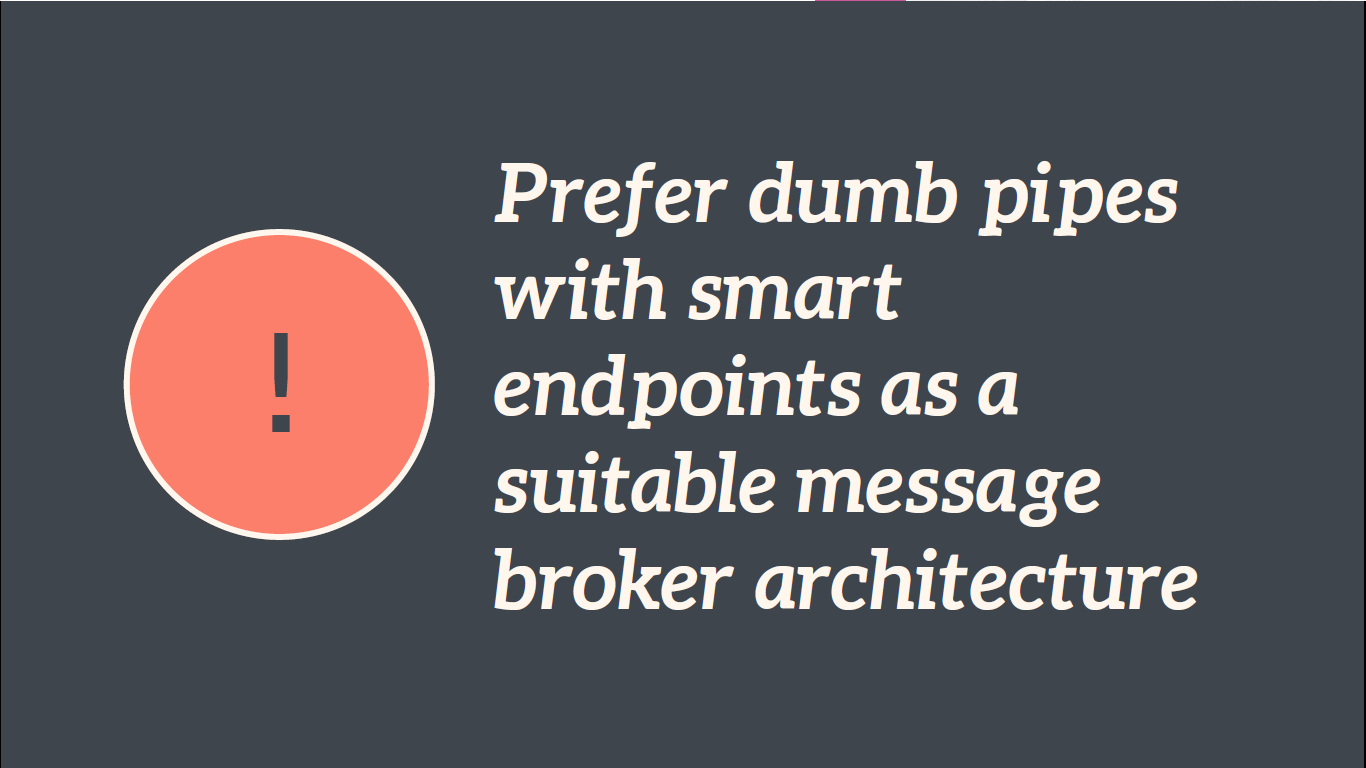 !
Prefer dumb pipes
with smart
endpoints as a
suitable message
broker architecture